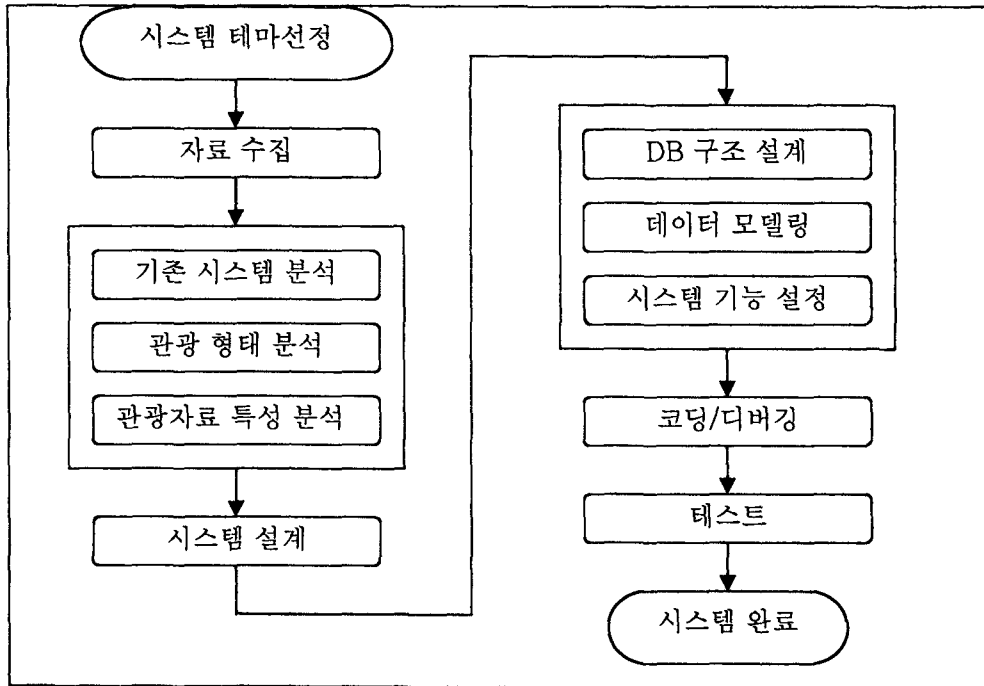 시스템 테마선정
자료 수집
기존 시스템 분석
관광 형태 분석
관광자료 특성 분석
시스템 설계
DB 구조 설계
데이터 모델링
시스템 기능 설정
코딩/디버깅
테스트
시스템 완료